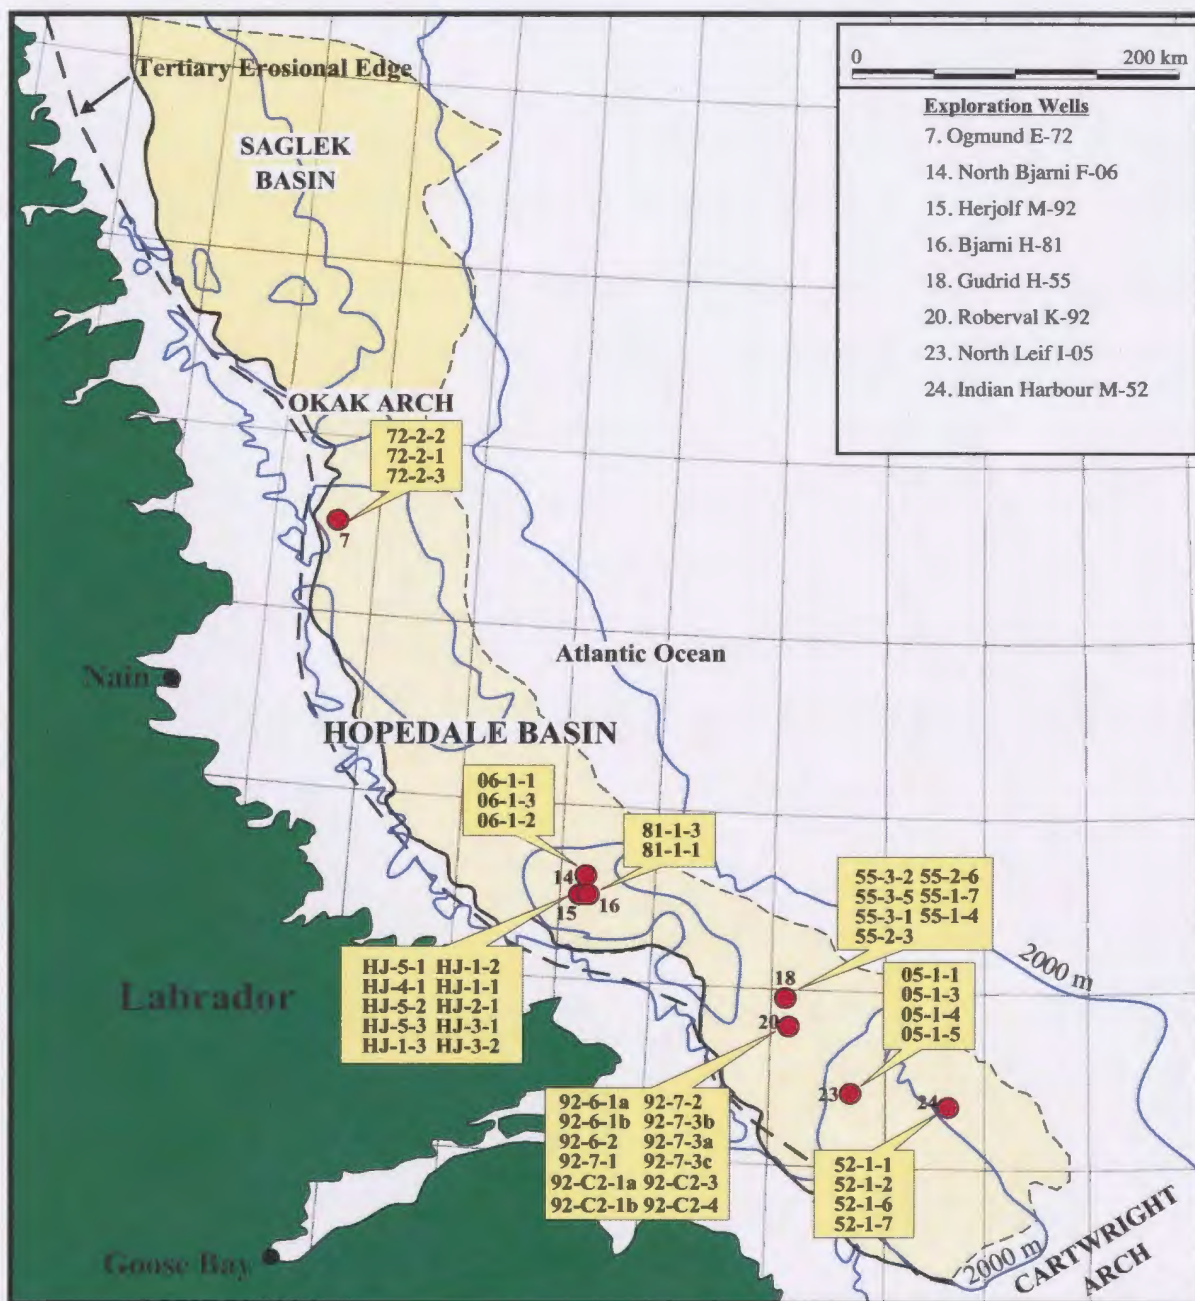 0 200 km
Exploration Wells
7. Ogmund E-72
14. North Bjarni F-06
15. Herjolf M-92
16. Bjarni H-81
18. Gudrid H-55
20. Roberval K-92
23. North Leif I-05
24. Indian Harbour M-52
Tertiary Erosional Edge
SAGLEK
BASIN
OKAK ARCH
72-2-2
72-2-1
72-2-3
7
Atlantic Ocean
Nain
HOPEDALE BASIN
06-1-1
06-1-3
06-1-2
81-1-3
81-1-1
14
15 16
55-3-2 55-2-6
55-3-5 55-1-7
55-3-1 55-1-4
55-2-3
HJ-5-1 HJ-1-2
HJ-4-1 HJ-1-1
HJ-5-2 HJ-2-1
HJ-5-3 HJ-3-1
HJ-1-3 HJ-3-2
Labrador
2000 m
18
05-1-1
05-1-3
05-1-4
05-1-5
20
23
24
92-6-1a 92-7-2
92-6-1b 92-7-3b
92-6-2 92-7-3a
92-7-1 92-7-3c
92-C2-1a 92-C2-3
92-C2-1b 92-C2-4
52-1-1
52-1-2
52-1-6
52-1-7
Goose Bay
2000 m
CARTWRIGHT
ARCH